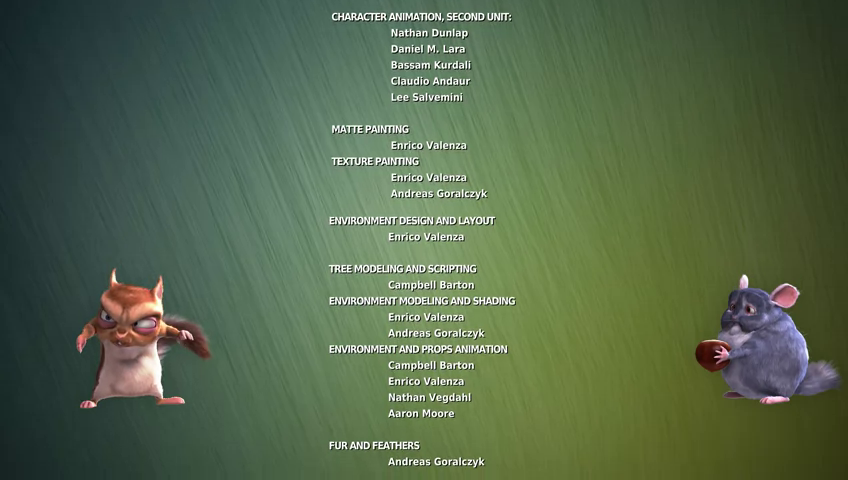 CHARACTER ANIMATION, SECOND UNIT:
Nathan Dunlap
Daniel M. Lara
Bassam Kurdali
Claudio Andaur
Lee Salvemini
MATTE PAINTING
Enrico Valenza
TEXTURE PAINTING
Enrico Valenza
Andreas Goralczyk
ENVIRONMENT DESIGN AND LAYOUT
Enrico Valenza
TREE MODELING AND SCRIPTING
Campbell Barton
ENVIRONMENT MODELING AND SHADING
Enrico Valenza
Andreas Goralczyk
ENVIRONMENT AND PROPS ANIMATION
Campbell Barton
Enrico Valenza
Nathan Vegdahl
Aaron Moore
FUR AND FEATHERS
Andreas Goralczyk